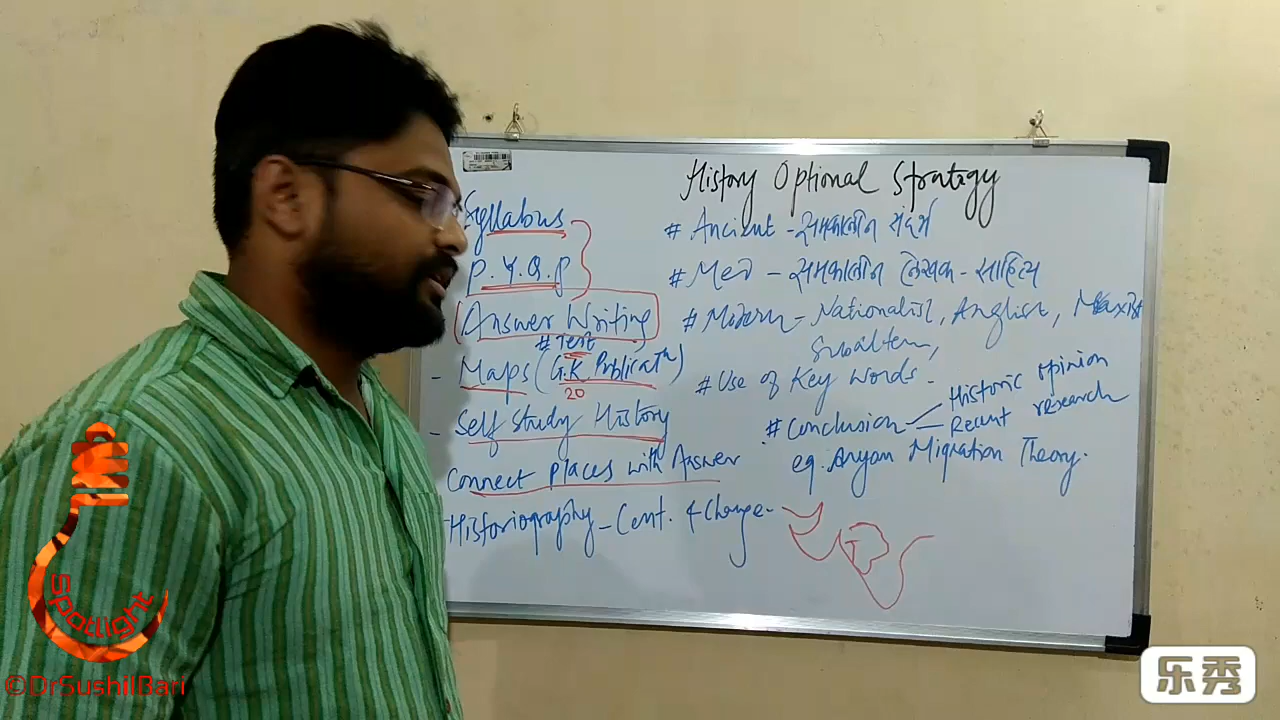 History Optional Strategy
Syllabus
P.Y.Q.P
Answer Writing
# Test
- Maps (G.K. Publicatn)
20
- Self Study History
Connect places with Answer
Historiography - Cont. & Change -
# Ancient - समकालीन संदर्भ
# Med - समकालीन लेखक - साहित्य
# Modern - Nationalist, Anglist, Marxist
Subaltern,
# Use of Key Words -
# Conclusion - Historic opinion
- Recent research
eg. Aryan Migration Theory.
Spotlight
©DrSushilBari
乐秀